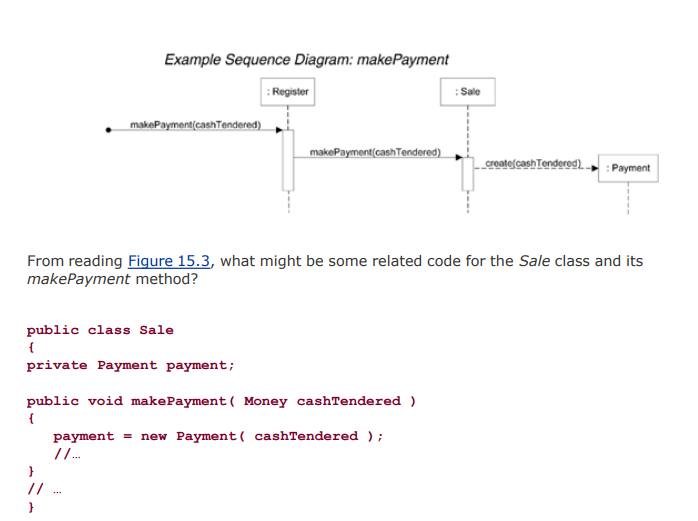 Example Sequence Diagram: makePayment
: Register
: Sale
makePayment(cashTendered)
makePayment(cashTendered)
create(cashTendered)
: Payment
From reading Figure 15.3, what might be some related code for the Sale class and its
makePayment method?
public class Sale
{
private Payment payment;
public void makePayment( Money cashTendered )
{
payment = new Payment( cashTendered );
//…
}
// …
}